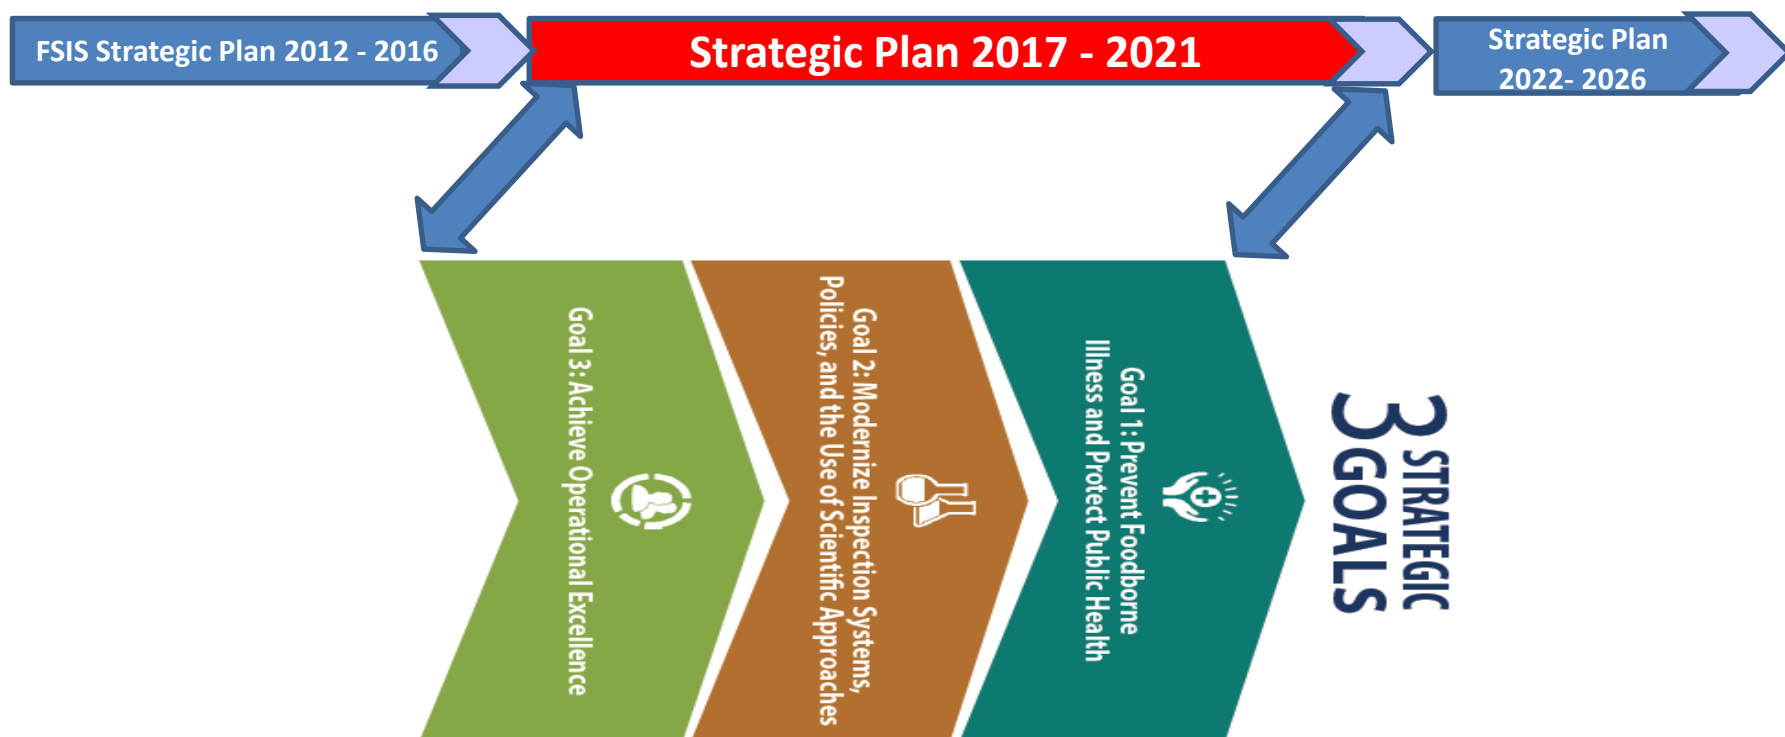 FSIS Strategic Plan 2012 - 2016
Strategic Plan 2017 - 2021
Strategic Plan
2022- 2026
3 STRATEGIC
GOALS
Goal 1: Prevent Foodborne
Illness and Protect Public Health
Goal 2: Modernize Inspection Systems,
Policies, and the Use of Scientific Approaches
Goal 3: Achieve Operational Excellence